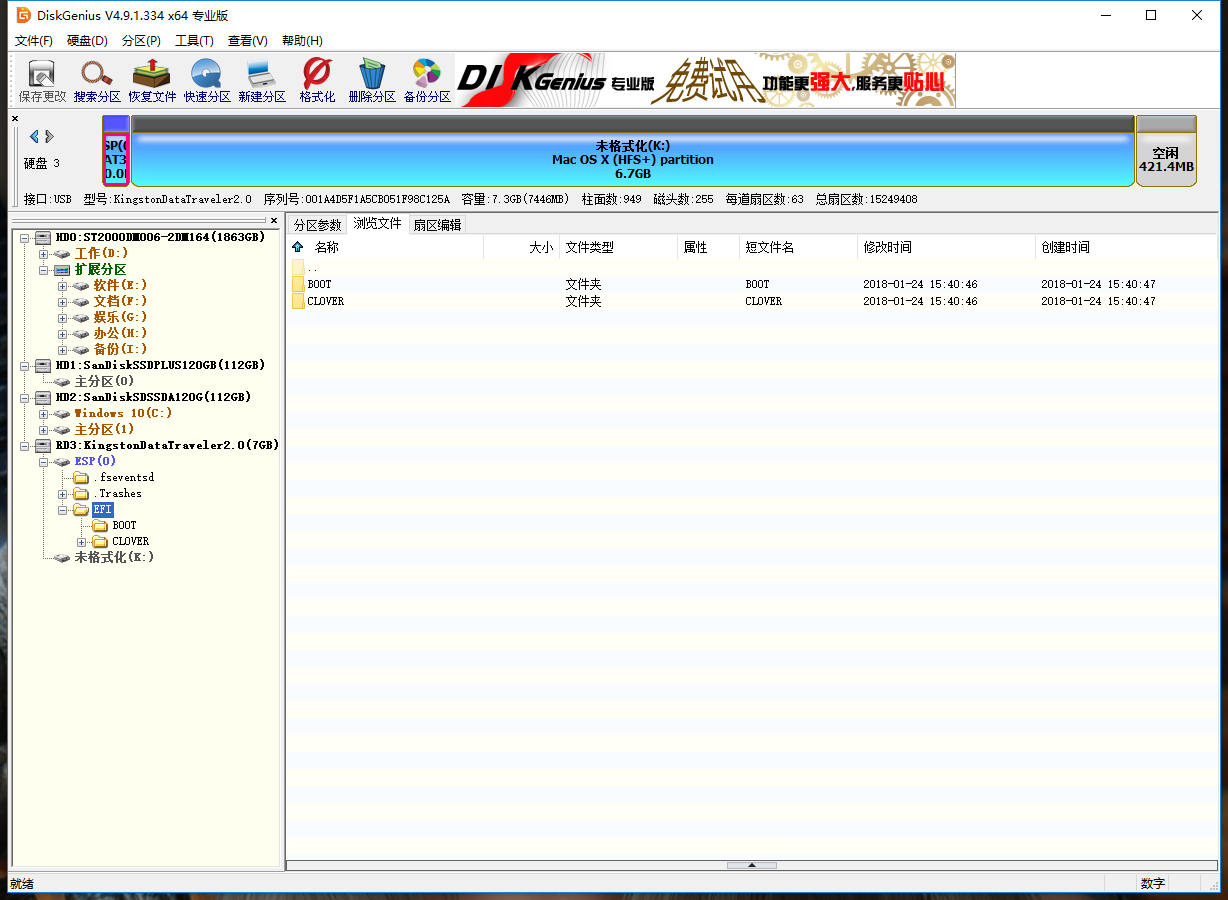 DiskGenius V4.9.1.334 x64 专业版
文件(F) 硬盘(D) 分区(P) 工具(T) 查看(V) 帮助(H)
保存更改 搜索分区 恢复文件 快速分区 新建分区 格式化 删除分区 备份分区
DISKGenius 专业版 免费试用 功能更强大,服务更贴心
硬盘 3
未格式化(K:)
Mac OS X (HFS+) partition
6.7GB
空闲
421.4MB
接口:USB 型号:KingstonDataTraveler2.0 序列号:001A4D5F1A5CB051F98C125A 容量:7.3GB(7446MB) 柱面数:949 磁头数:255 每道扇区数:63 总扇区数:15249408
HD0:ST2000DM006-2DM164(1863GB)
工作(D:)
扩展分区
软件(E:)
文档(F:)
娱乐(G:)
办公(H:)
备份(I:)
HD1:SanDiskSSDPLUS120GB(112GB)
主分区(0)
HD2:SanDiskSDSSDA120G(112GB)
Windows 10(C:)
主分区(1)
RD3:KingstonDataTraveler2.0(7GB)
ESP(0)
.fseventsd
.Trashes
EFI
BOOT
CLOVER
未格式化(K:)
分区参数 浏览文件 扇区编辑
名称 大小 文件类型 属性 短文件名 修改时间 创建时间
..
BOOT 文件夹 BOOT 2018-01-24 15:40:46 2018-01-24 15:40:47
CLOVER 文件夹 CLOVER 2018-01-24 15:40:46 2018-01-24 15:40:47
就绪 数字